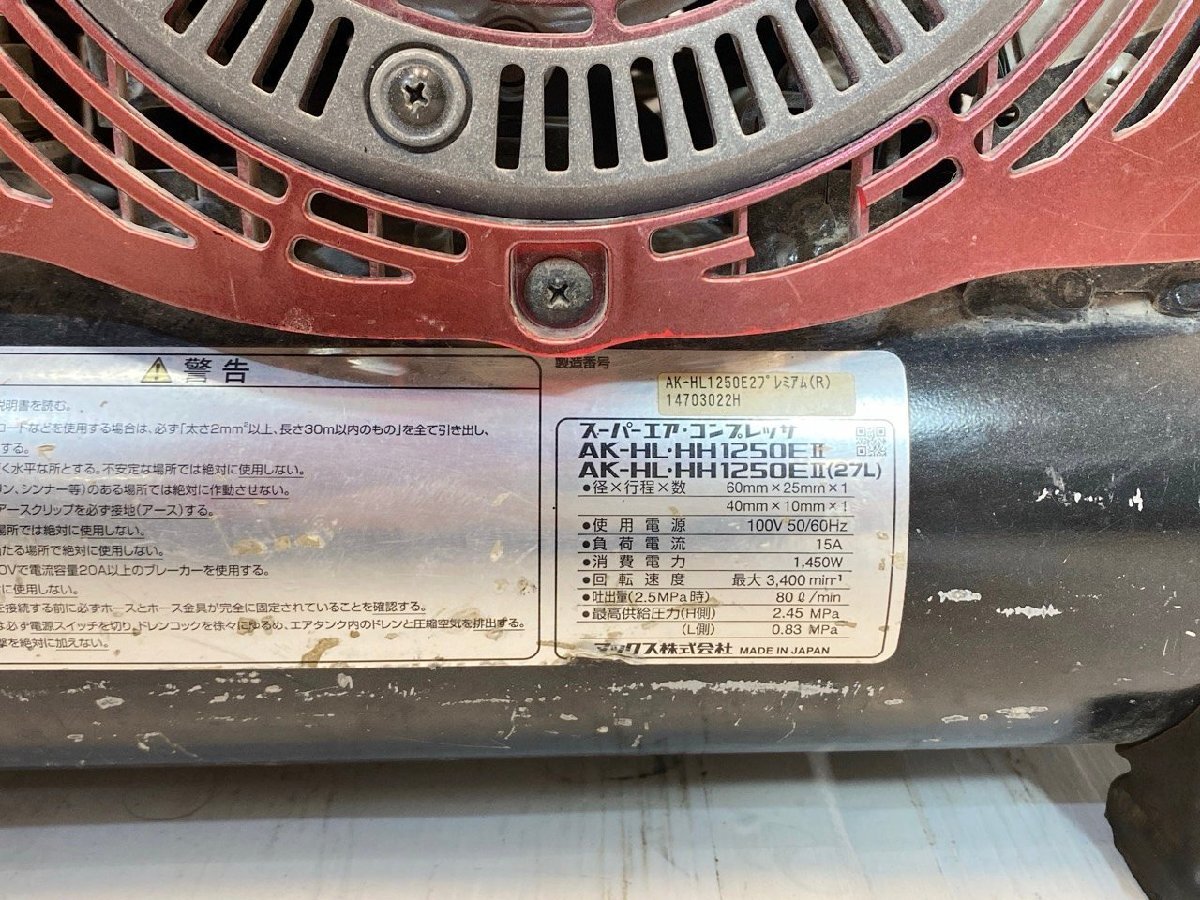 警告
説明書を読む。
コードなどを使用する場合は、必ず「太さ2mm²以上、長さ30m以内のもの」を全て引き出し、
する。
く水平な所とする。不安定な場所では絶対に使用しない。
リン、シンナー等)のある場所では絶対に作動させない。
アースクリップを必ず接地(アース)する。
場所では絶対に使用しない。
たる場所で絶対に使用しない。
0Vで電流容量20A以上のブレーカーを使用する。
に使用しない。
を接続する前に必ずホースとホース金具が完全に固定されていることを確認する。
は必ず電源スイッチを切り、ドレンコックを徐々にゆるめ、エアタンク内のドレンと圧縮空気を排出する。
撃を絶対に加えない。
製造番号
AK-HL1250E2プレミアム(R)
14703022H
スーパーエア・コンプレッサ
AK-HL・HH1250EⅡ
AK-HL・HH1250EⅡ(27L)
●径×行程×数 60mm×25mm×1
40mm×10mm×1
●使用電源 100V 50/60Hz
●負荷電流 15A
●消費電力 1,450W
●回転速度 最大 3,400 min⁻¹
●吐出量(2.5MPa時) 80ℓ/min
●最高供給圧力(H側) 2.45 MPa
(L側) 0.83 MPa
マックス株式会社 MADE IN JAPAN